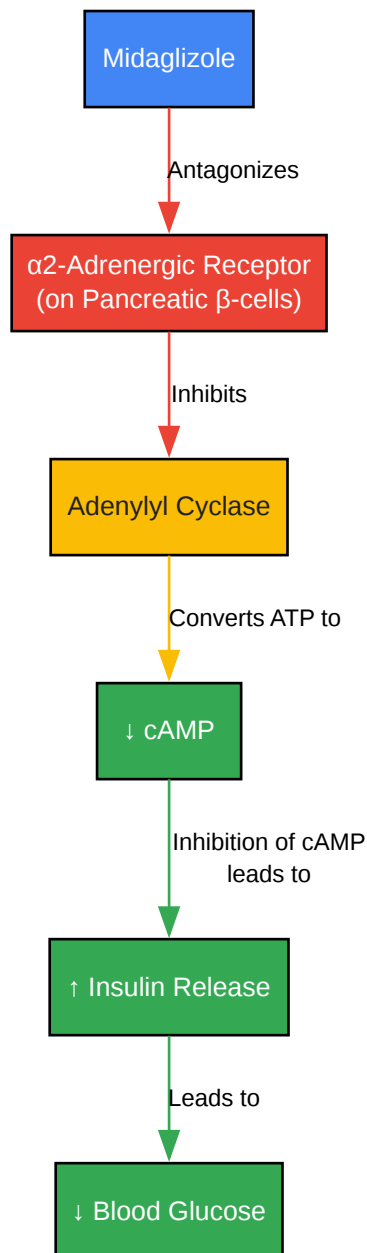 Midaglizole
Antagonizes
α2-Adrenergic Receptor
(on Pancreatic β-cells)
Inhibits
Adenylyl Cyclase
Converts ATP to
↓ cAMP
Inhibition of cAMP
leads to
↑ Insulin Release
Leads to
↓ Blood Glucose